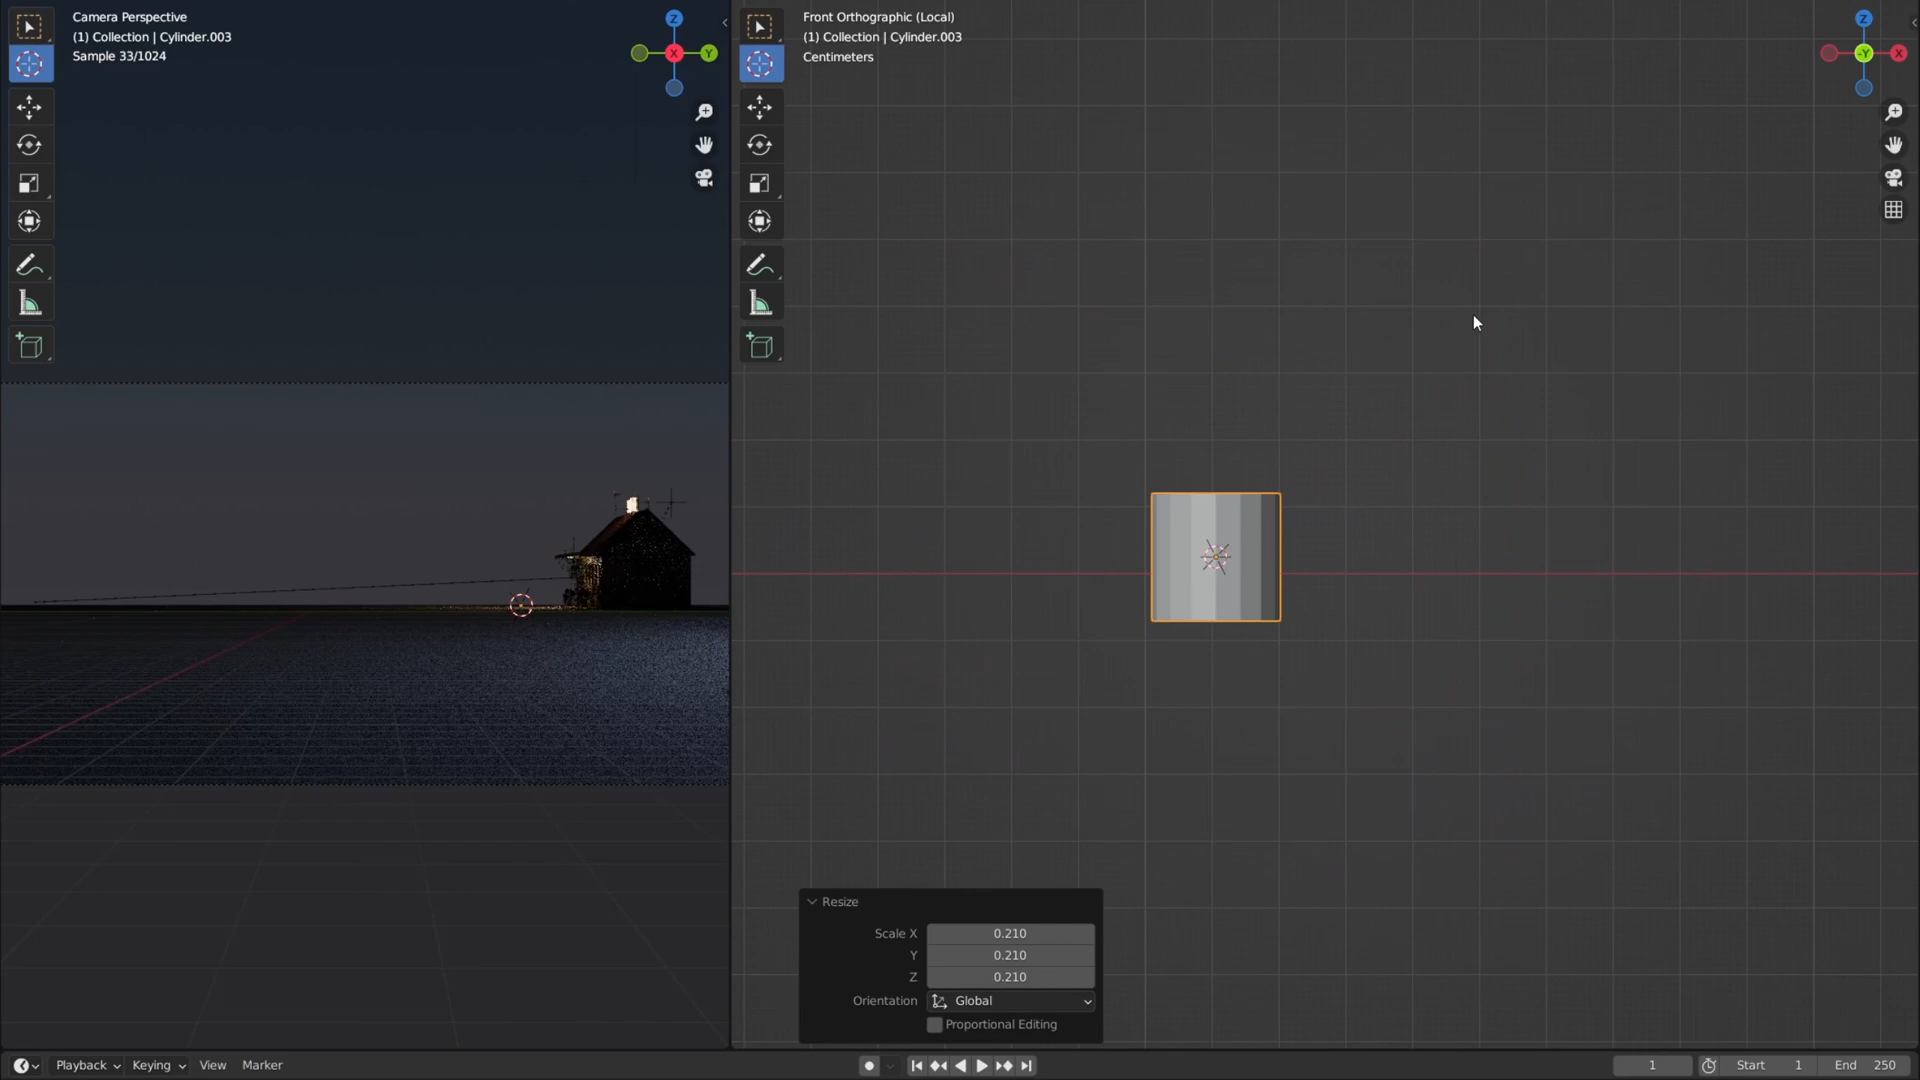 Camera Perspective
(1) Collection | Cylinder.003
Sample 33/1024
Z
X
Y
Front Orthographic (Local)
(1) Collection | Cylinder.003
Centimeters
Z
-Y
X
Resize
Scale X 0.210
Y 0.210
Z 0.210
Orientation Global
Proportional Editing
Playback Keying View Marker 1 Start 1 End 250